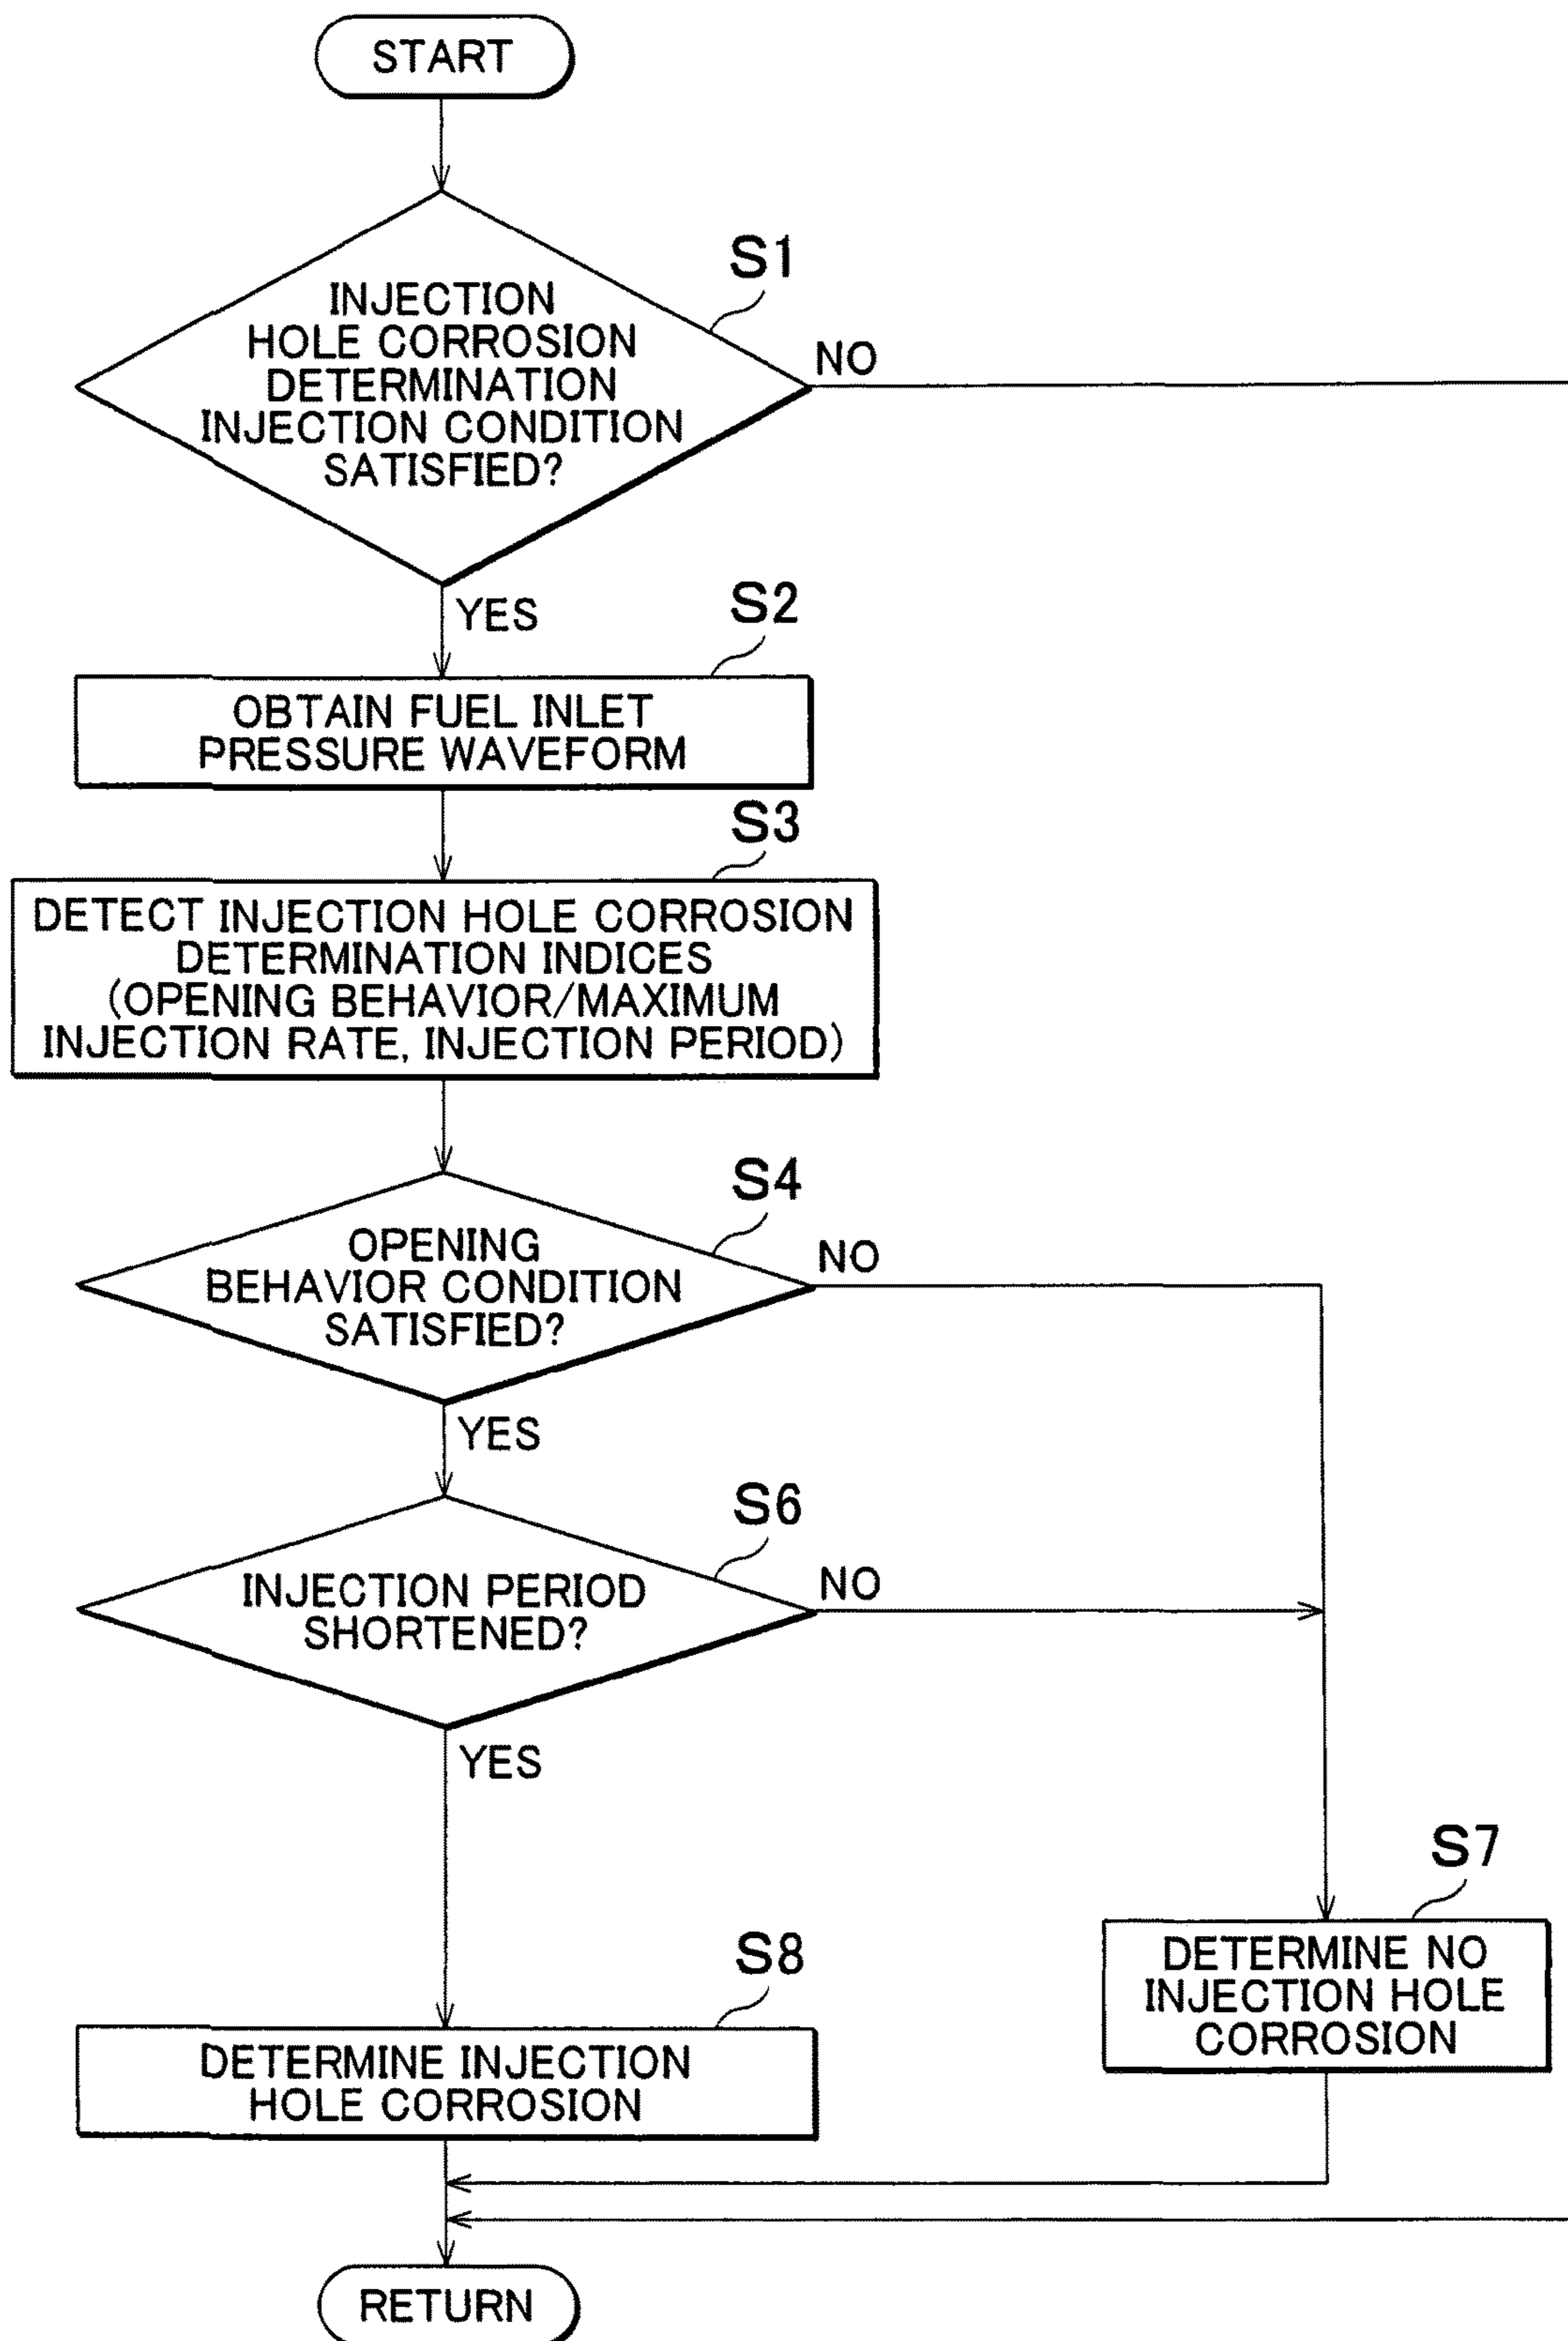 START
S1
INJECTION
HOLE CORROSION
DETERMINATION
INJECTION CONDITION
SATISFIED?
NO
YES
S2
OBTAIN FUEL INLET
PRESSURE WAVEFORM
S3
DETECT INJECTION HOLE CORROSION
DETERMINATION INDICES
(OPENING BEHAVIOR/MAXIMUM
INJECTION RATE, INJECTION PERIOD)
S4
OPENING
BEHAVIOR CONDITION
SATISFIED?
NO
YES
S6
INJECTION PERIOD
SHORTENED?
NO
YES
S7
DETERMINE NO
INJECTION HOLE
CORROSION
S8
DETERMINE INJECTION
HOLE CORROSION
RETURN